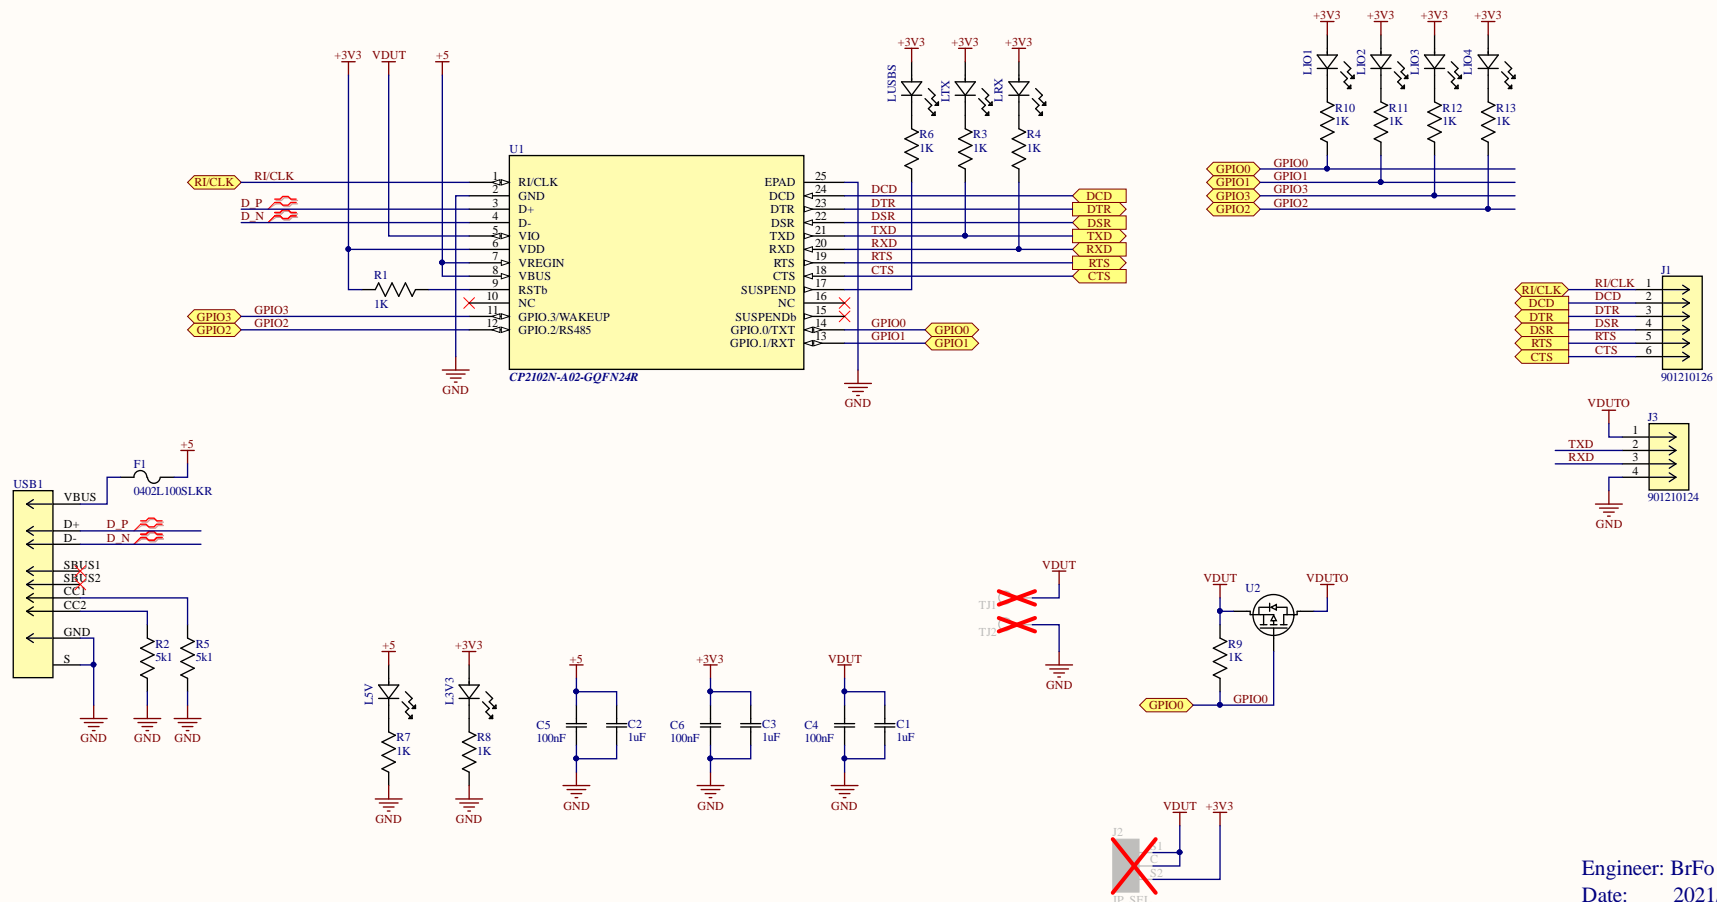 +3V3 VDUT +5
+3V3 +3V3 +3V3
LUSBS LTX LRX
R6 1K
R3 1K
R4 1K
+3V3 +3V3 +3V3 +3V3
LIO1 LIO2 LIO3 LIO4
R10 1K
R11 1K
R12 1K
R13 1K
GPIO0 GPIO0
GPIO1 GPIO1
GPIO3 GPIO3
GPIO2 GPIO2
U1
RI/CLK RI/CLK 1 RI/CLK
2 GND
D_P 3 D+
D_N 4 D-
5 VIO
6 VDD
7 VREGIN
8 VBUS
R1 1K
9 RSTb
10 NC
GPIO3 GPIO3 11 GPIO.3/WAKEUP
GPIO2 GPIO2 12 GPIO.2/RS485
EPAD 25
DCD 24 DCD DCD
DTR 23 DTR DTR
DSR 22 DSR DSR
TXD 21 TXD TXD
RXD 20 RXD RXD
RTS 19 RTS RTS
CTS 18 CTS CTS
SUSPEND 17
NC 16
SUSPENDb 15
GPIO.0/TXT 14 GPIO0 GPIO0
GPIO.1/RXT 13 GPIO1 GPIO1
CP2102N-A02-GQFN24R
GND
GND
J1
RI/CLK RI/CLK 1
DCD DCD 2
DTR DTR 3
DSR DSR 4
RTS RTS 5
CTS CTS 6
901210126
VDUTO
J3
1
TXD 2
RXD 3
4
901210124
GND
+5
F1
0402L100SLKR
USB1
VBUS
D+ D_P
D- D_N
SBUS1
SBUS2
CC1
CC2
GND
S
R2 5k1
R5 5k1
GND GND GND
+5
L5V
R7 1K
GND
+3V3
L3V3
R8 1K
GND
+5
C5 100nF
C2 1uF
GND
+3V3
C6 100nF
C3 1uF
GND
VDUT
C4 100nF
C1 1uF
GND
VDUT
TJ1
TJ2
GND
VDUT U2 VDUTO
R9 1K
GPIO0 GPIO0
VDUT +3V3
J2
S1
C
S2
JP_SEL
Engineer: BrFo
Date: 2021